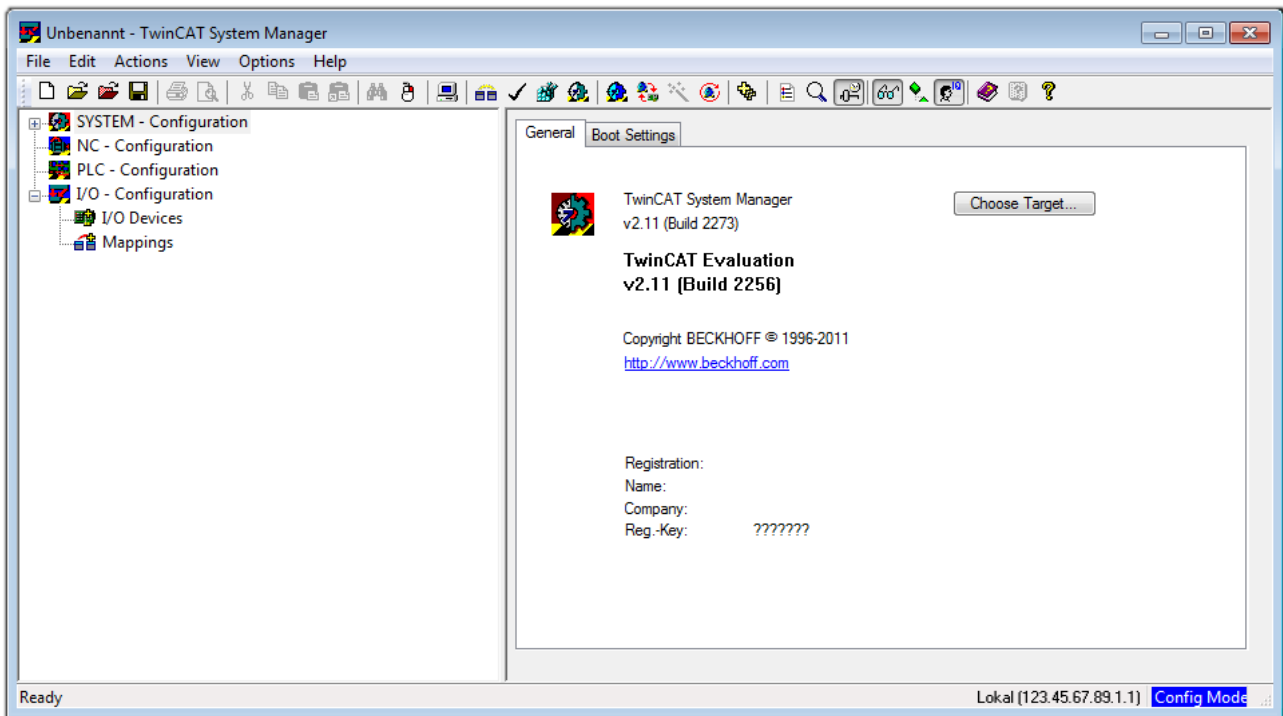 Unbenannt - TwinCAT System Manager
File Edit Actions View Options Help
SYSTEM - Configuration
NC - Configuration
PLC - Configuration
I/O - Configuration
I/O Devices
Mappings
General Boot Settings
TwinCAT System Manager
v2.11 (Build 2273)
Choose Target...
TwinCAT Evaluation
v2.11 (Build 2256)
Copyright BECKHOFF © 1996-2011
http://www.beckhoff.com
Registration:
Name:
Company:
Reg.-Key: ???????
Ready Lokal (123.45.67.89.1.1) Config Mode